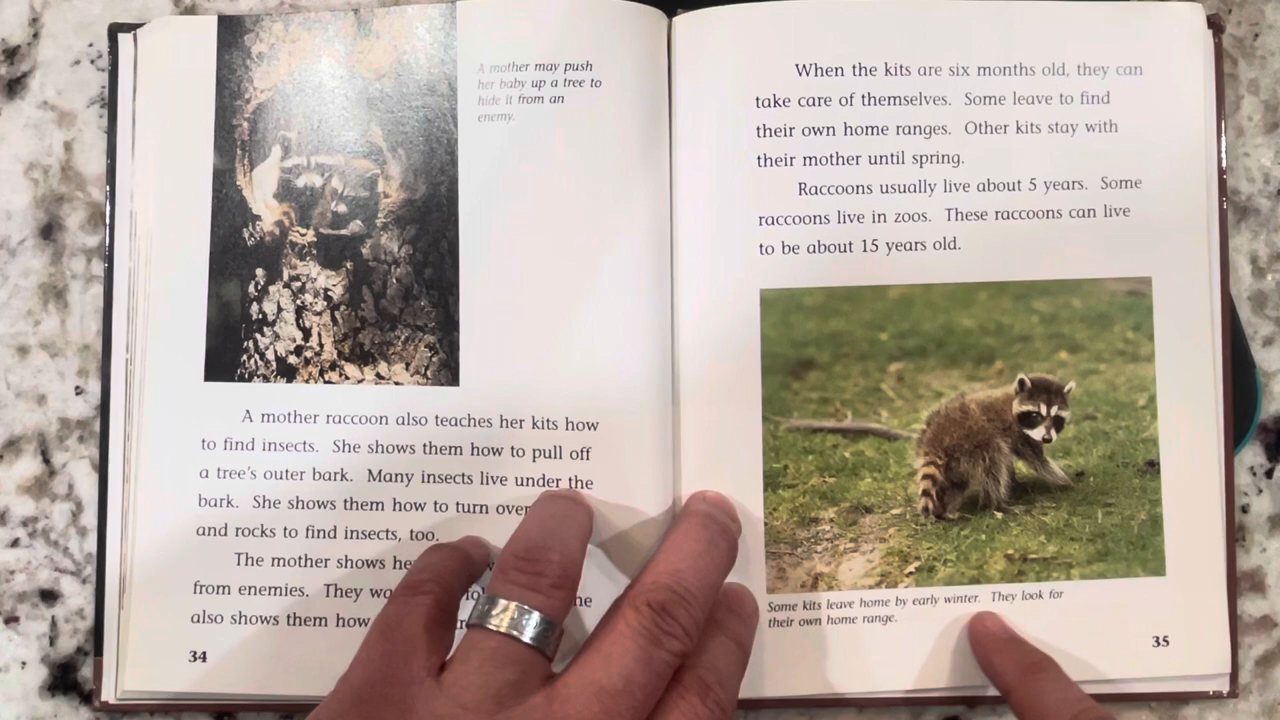 A mother may push
her baby up a tree to
hide it from an
enemy.
A mother raccoon also teaches her kits how
to find insects. She shows them how to pull off
a tree's outer bark. Many insects live under the
bark. She shows them how to turn over
and rocks to find insects, too.
The mother shows
from enemies. They
also shows them how
34
When the kits are six months old, they can
take care of themselves. Some leave to find
their own home ranges. Other kits stay with
their mother until spring.
Raccoons usually live about 5 years. Some
raccoons live in zoos. These raccoons can live
to be about 15 years old.
Some kits leave home by early winter. They look for
their own home range.
35